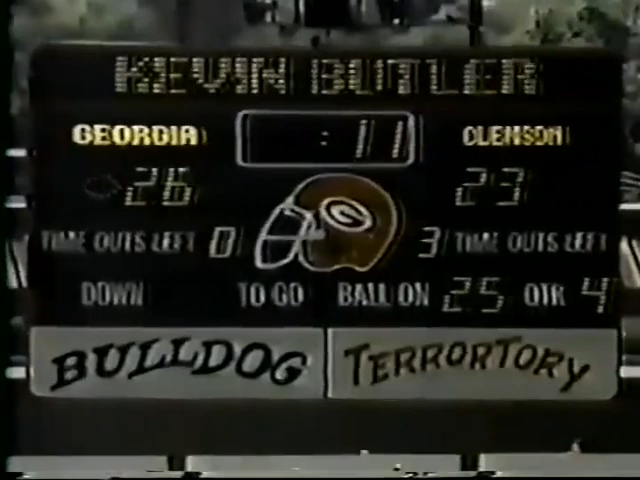 KEVIN BUTLER
GEORGIA :11 CLEMSON
26 23
TIME OUTS LEFT 0 3 TIME OUTS LEFT
G
DOWN TO GO BALL ON 25 QTR 4
BULLDOG TERRORTORY